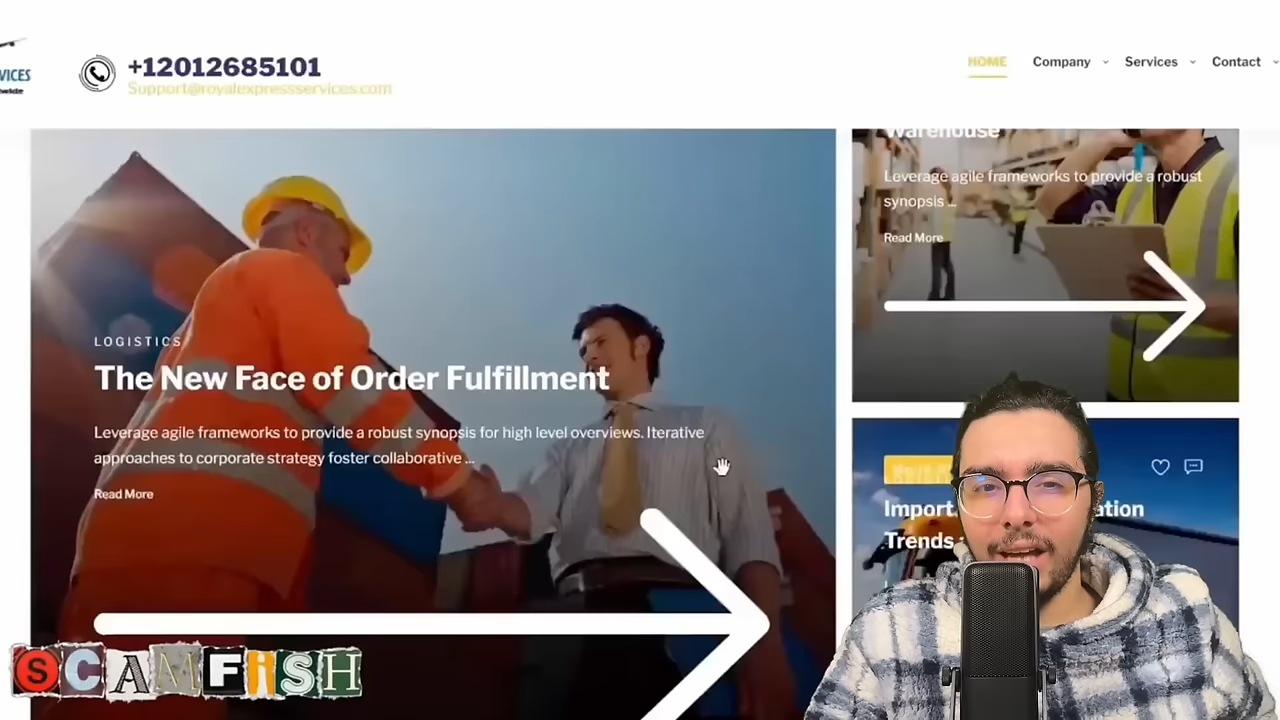 VICES
+12012685101
Support@royalexpressservices.com
HOME
Company
Services
Contact
LOGISTICS
The New Face of Order Fulfillment
Leverage agile frameworks to provide a robust synopsis for high level overviews. Iterative
approaches to corporate strategy foster collaborative ...
Read More
Warehouse
Leverage agile frameworks to provide a robust
synopsis ...
Read More
Import
ation
Trends
SCAMFiSH